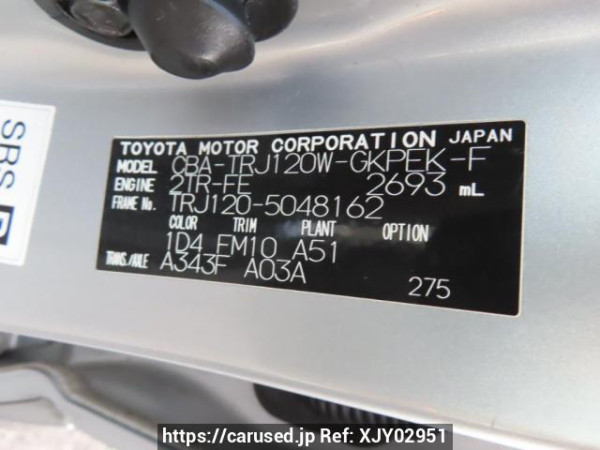 TOYOTA MOTOR CORPORATION JAPAN
MODEL CBA-TRJ120W-GKPEK-F
ENGINE 2TR-FE 2693 mL
FRAME No. TRJ120-5048162
COLOR TRIM PLANT OPTION
1D4 FM10 A51
TRANS./AXLE A343F A03A
275
SRS
https://carused.jp Ref: XJY02951